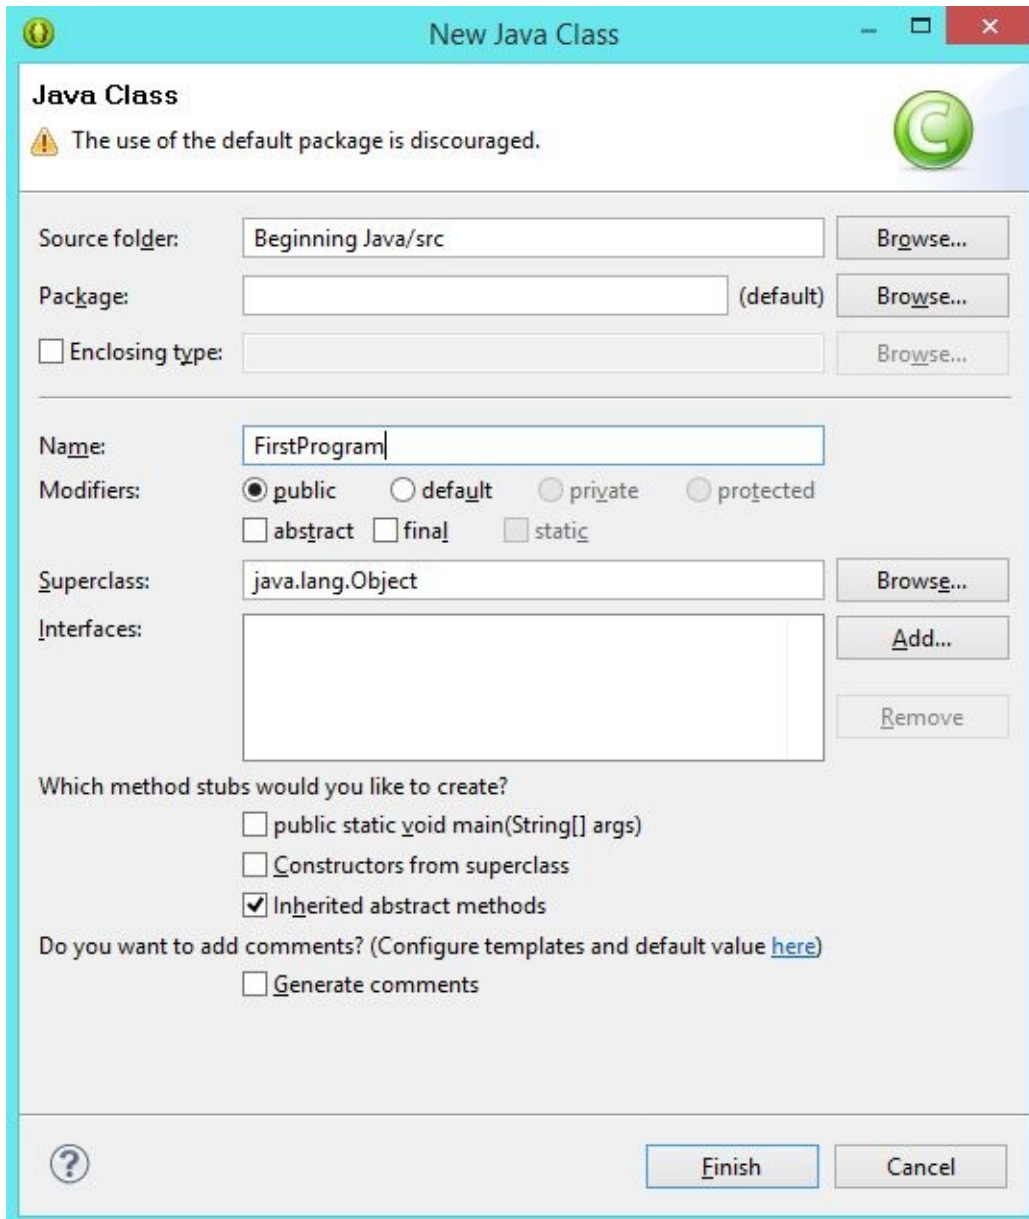 New Java Class
Java Class
The use of the default package is discouraged.
Source folder: Beginning Java/src Browse...
Package: (default) Browse...
Enclosing type: Browse...
Name: FirstProgram
Modifiers: public default private protected
abstract final static
Superclass: java.lang.Object Browse...
Interfaces: Add...
Remove
Which method stubs would you like to create?
public static void main(String[] args)
Constructors from superclass
Inherited abstract methods
Do you want to add comments? (Configure templates and default value here)
Generate comments
Finish Cancel